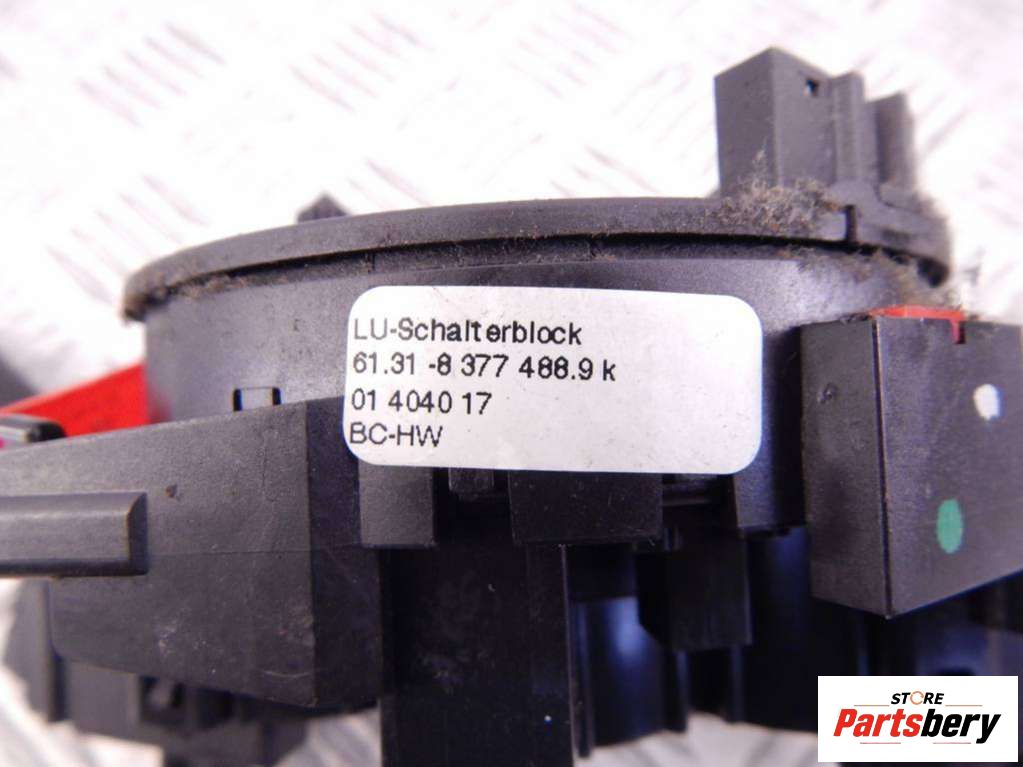 LU-Schalterblock
61.31 -8 377 488.9 k
01 4040 17
BC-HW
STORE
Partsbery